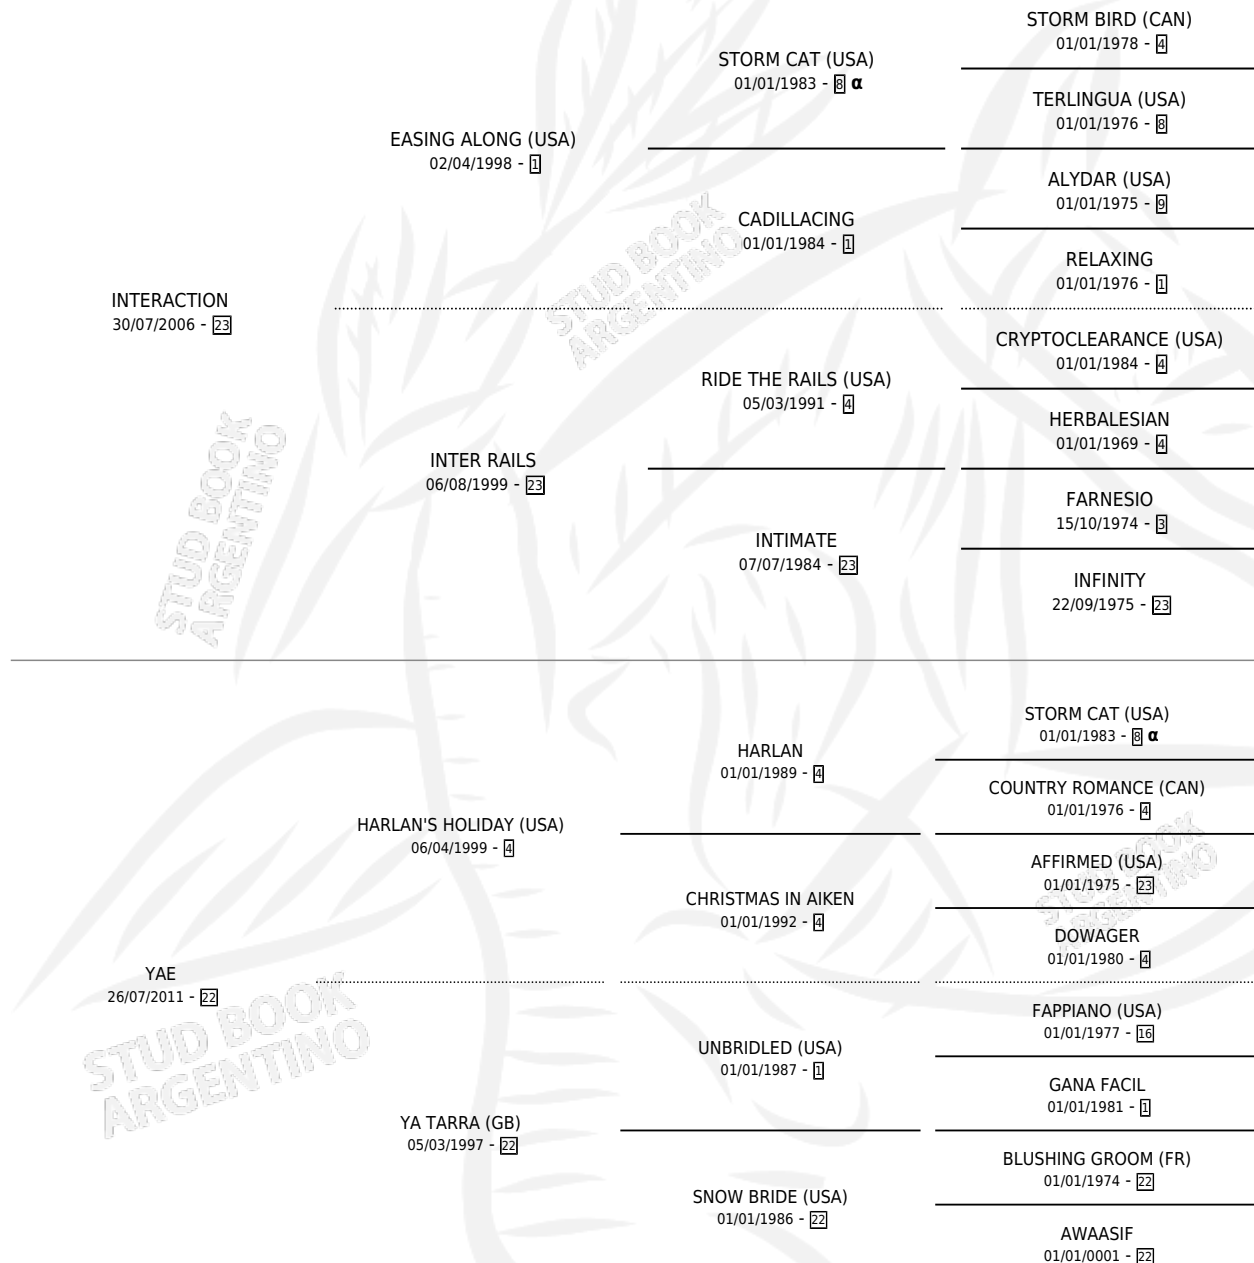 STORM BIRD (CAN)
01/01/1978 - 4
STORM CAT (USA)
01/01/1983 - 8 α
TERLINGUA (USA)
01/01/1976 - 8
EASING ALONG (USA)
02/04/1998 - 1
ALYDAR (USA)
01/01/1975 - 9
CADILLACING
01/01/1984 - 1
RELAXING
01/01/1976 - 1
INTERACTION
30/07/2006 - 23
CRYPTOCLEARANCE (USA)
01/01/1984 - 4
RIDE THE RAILS (USA)
05/03/1991 - 4
HERBALESIAN
01/01/1969 - 4
INTER RAILS
06/08/1999 - 23
FARNESIO
15/10/1974 - 3
INTIMATE
07/07/1984 - 23
INFINITY
22/09/1975 - 23
STUD BOOK
ARGENTINO
STUD BOOK
ARGENTINO
STORM CAT (USA)
01/01/1983 - 8 α
HARLAN
01/01/1989 - 4
COUNTRY ROMANCE (CAN)
01/01/1976 - 4
HARLAN'S HOLIDAY (USA)
06/04/1999 - 4
AFFIRMED (USA)
01/01/1975 - 23
CHRISTMAS IN AIKEN
01/01/1992 - 4
DOWAGER
01/01/1980 - 4
YAE
26/07/2011 - 22
FAPPIANO (USA)
01/01/1977 - 16
UNBRIDLED (USA)
01/01/1987 - 1
GANA FACIL
01/01/1981 - 1
YA TARRA (GB)
05/03/1997 - 22
BLUSHING GROOM (FR)
01/01/1974 - 22
SNOW BRIDE (USA)
01/01/1986 - 22
AWAASIF
01/01/0001 - 22
STUD BOOK
ARGENTINO
STUD BOOK
ARGENTINO